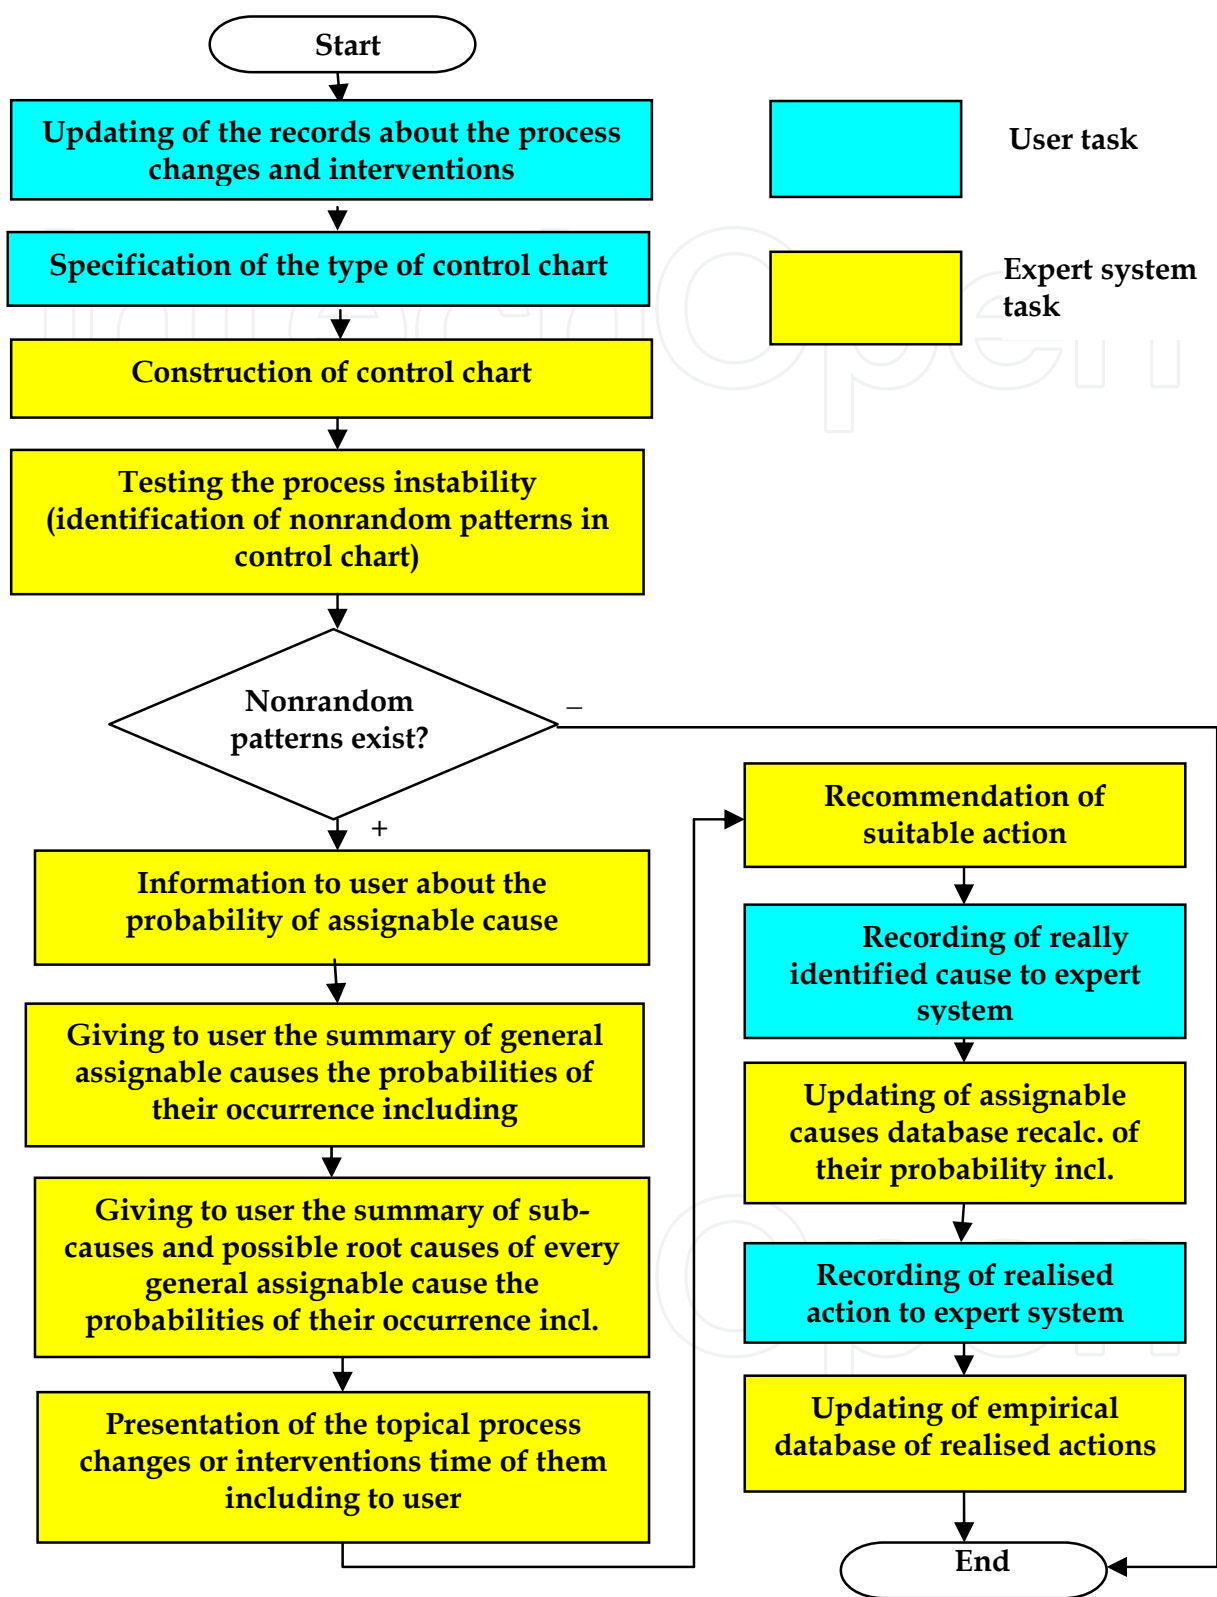 Start
Updating of the records about the process
changes and interventions
User task
Specification of the type of control chart
Expert system
task
Construction of control chart
Testing the process instability
(identification of nonrandom patterns in
control chart)
Nonrandom
patterns exist?
–
+
Information to user about the
probability of assignable cause
Giving to user the summary of general
assignable causes the probabilities of
their occurrence including
Giving to user the summary of sub-
causes and possible root causes of every
general assignable cause the
probabilities of their occurrence incl.
Presentation of the topical process
changes or interventions time of them
including to user
Recommendation of
suitable action
Recording of really
identified cause to expert
system
Updating of assignable
causes database recalc. of
their probability incl.
Recording of realised
action to expert system
Updating of empirical
database of realised actions
End
IntechOpen
Open